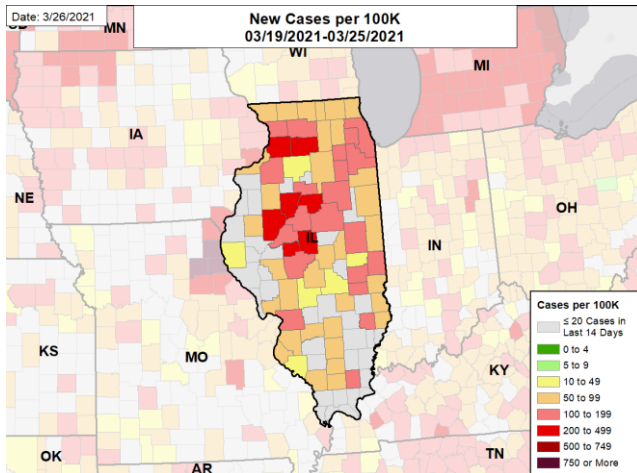 Date: 3/26/2021
New Cases per 100K
03/19/2021-03/25/2021
SD
MN
WI
MI
IA
NE
IL
IN
OH
KS
MO
KY
OK
AR
TN
Cases per 100K
≤ 20 Cases in
Last 14 Days
0 to 4
5 to 9
10 to 49
50 to 99
100 to 199
200 to 499
500 to 749
750 or More